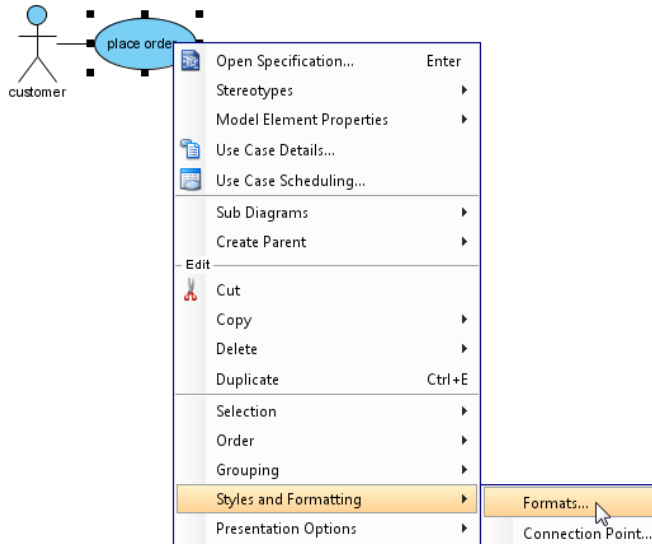 place order
customer
Open Specification... Enter
Stereotypes
Model Element Properties
Use Case Details...
Use Case Scheduling...
Sub Diagrams
Create Parent
Edit
Cut
Copy
Delete
Duplicate Ctrl+E
Selection
Order
Grouping
Styles and Formatting
Formats...
Presentation Options
Connection Point...